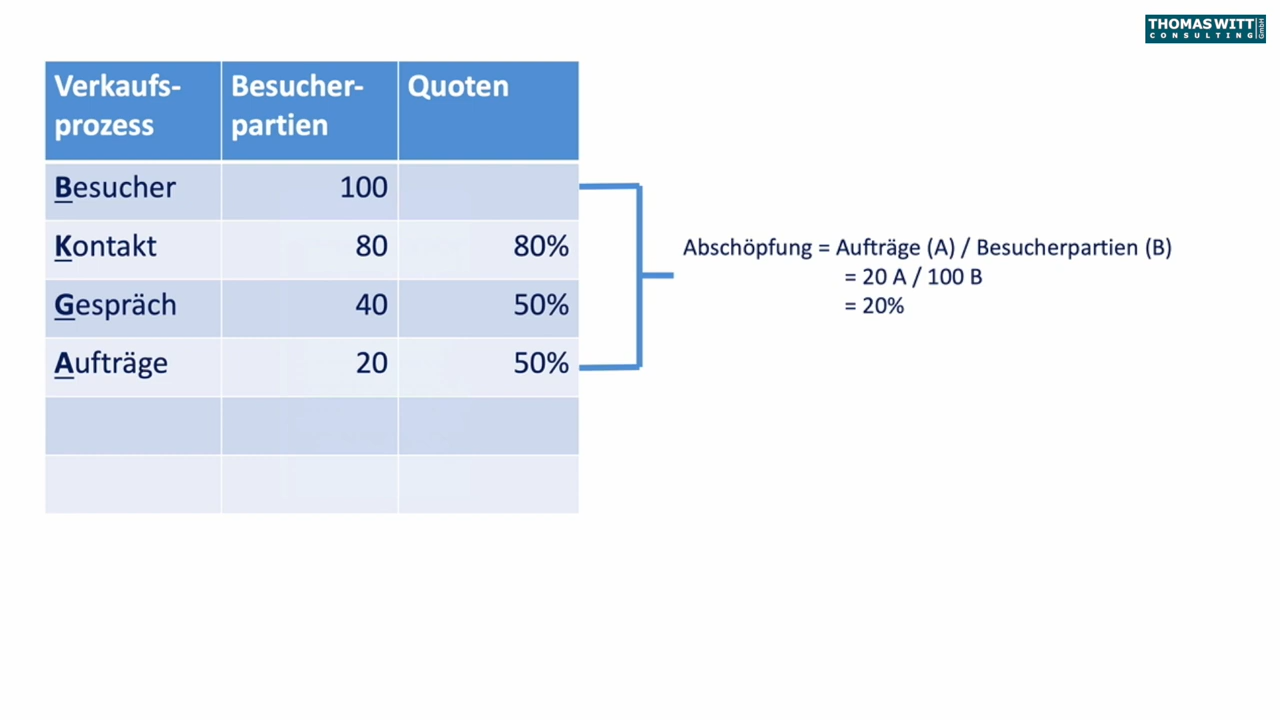 THOMAS WITT
CONSULTING GmbH
Verkaufs-
prozess
Besucher-
partien
Quoten
Besucher 100
Kontakt 80 80%
Gespräch 40 50%
Aufträge 20 50%
Abschöpfung = Aufträge (A) / Besucherpartien (B)
= 20 A / 100 B
= 20%